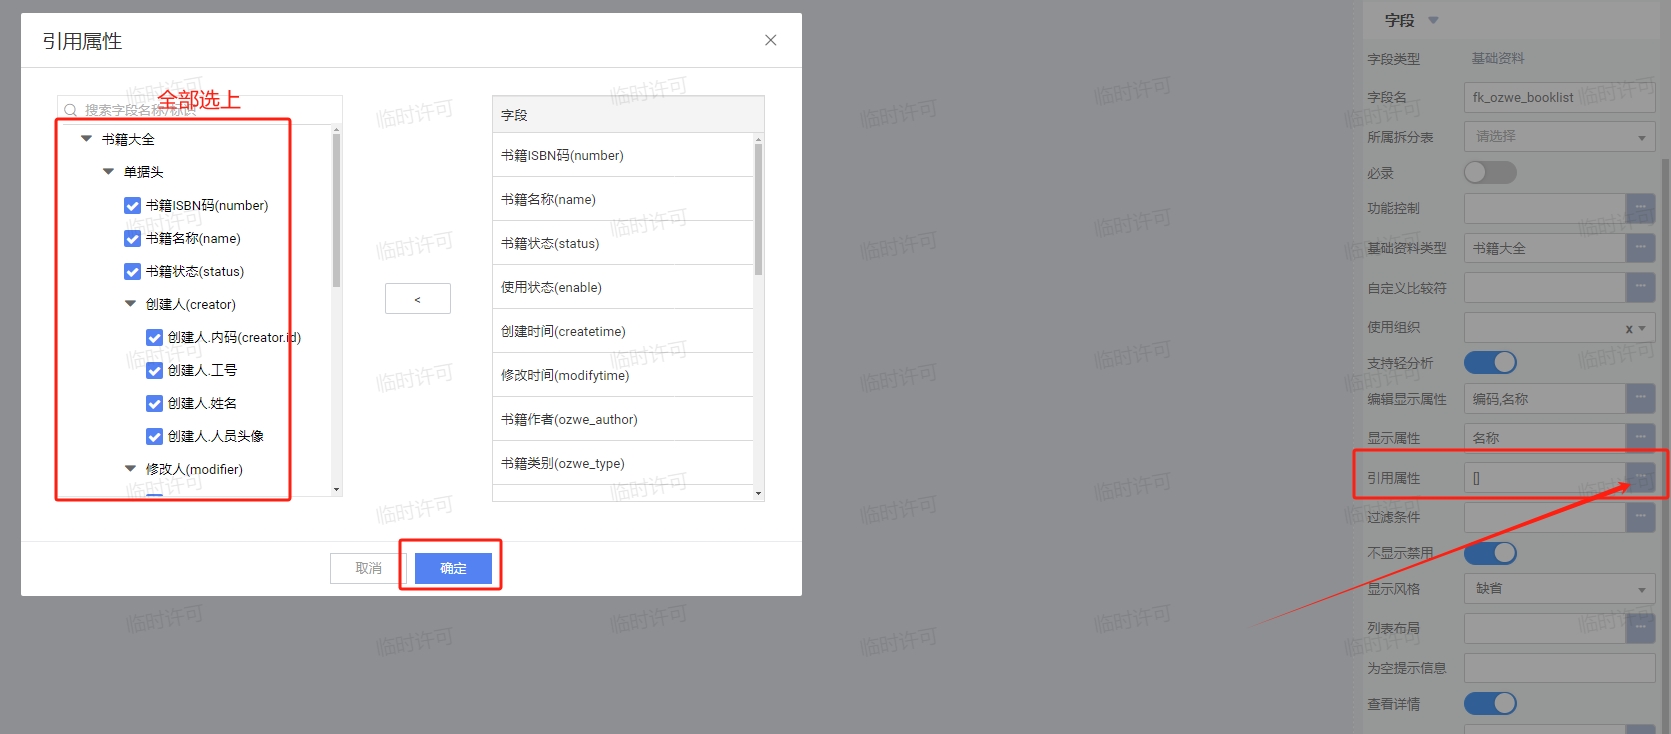 引用属性
全部选上
搜索字段名称/标识
书籍大全
单据头
书籍ISBN码(number)
书籍名称(name)
书籍状态(status)
创建人(creator)
创建人.内码(creator.id)
创建人.工号
创建人.姓名
创建人.人员头像
修改人(modifier)
<
字段
书籍ISBN码(number)
书籍名称(name)
书籍状态(status)
使用状态(enable)
创建时间(createtime)
修改时间(modifytime)
书籍作者(ozwe_author)
书籍类别(ozwe_type)
取消
确定
字段
字段类型 基础资料
字段名 fk_ozwe_booklist
所属拆分表 请选择
必录
功能控制 ···
基础资料类型 书籍大全 ···
自定义比较符 ···
使用组织 x
支持轻分析
编辑显示属性 编码,名称 ···
显示属性 名称 ···
引用属性 [] ···
过滤条件 ···
不显示禁用
显示风格 缺省
列表布局 ···
为空提示信息
查看详情
临时许可